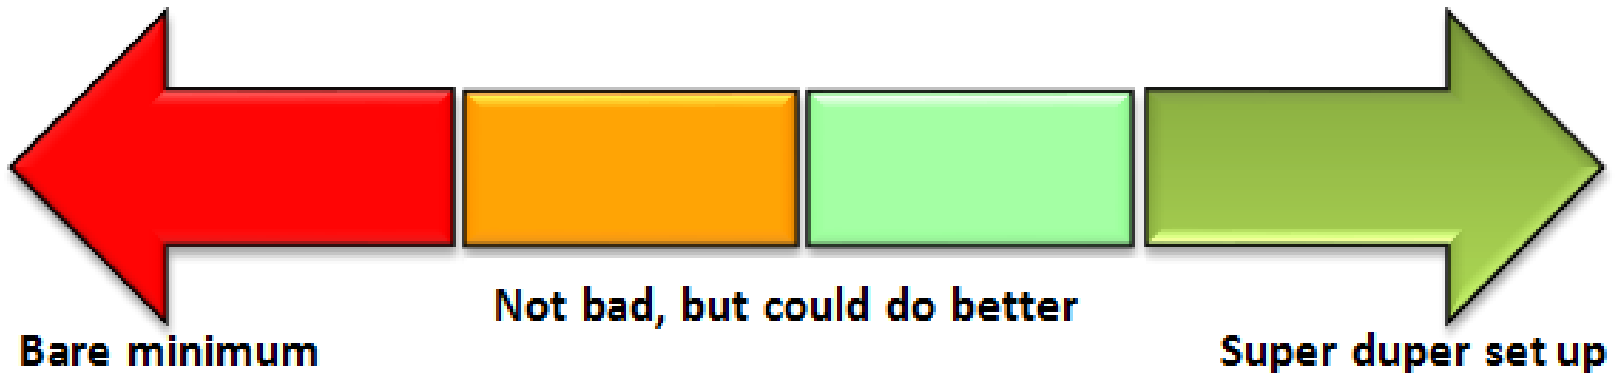 Not bad, but could do better
Bare minimum
Super duper set up